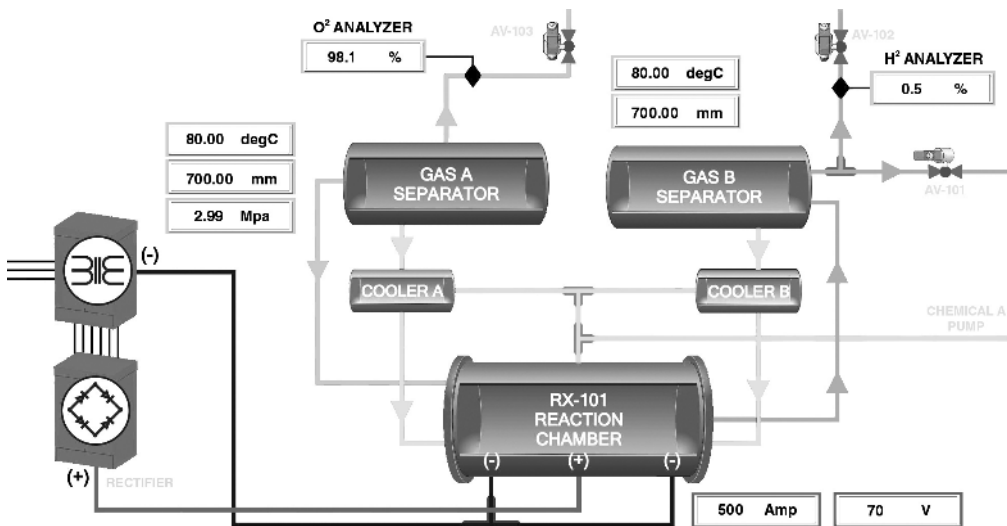 O² ANALYZER
98.1 %
AV-103
AV-102
H² ANALYZER
0.5 %
80.00 degC
700.00 mm
80.00 degC
700.00 mm
2.99 Mpa
GAS A
SEPARATOR
GAS B
SEPARATOR
AV-101
(-)
COOLER A
COOLER B
CHEMICAL A
PUMP
RX-101
REACTION
CHAMBER
(-) (+) (-)
(+) RECTIFIER
500 Amp
70 V